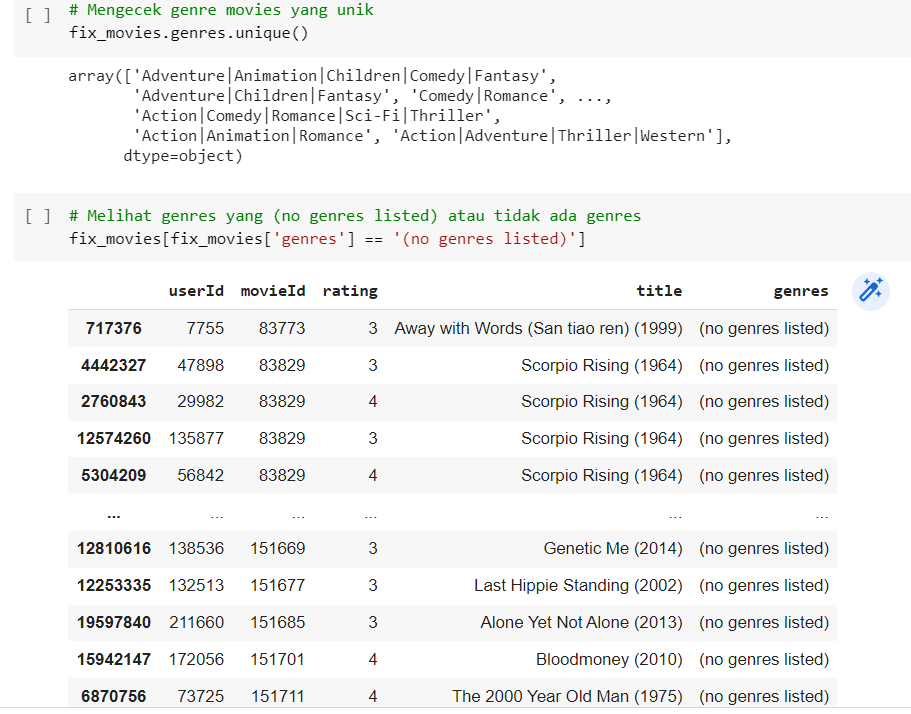 [ ] # Mengecek genre movies yang unik
fix_movies.genres.unique()
array(['Adventure|Animation|Children|Comedy|Fantasy',
'Adventure|Children|Fantasy', 'Comedy|Romance', ...,
'Action|Comedy|Romance|Sci-Fi|Thriller',
'Action|Animation|Romance', 'Action|Adventure|Thriller|Western'],
dtype=object)
[ ] # Melihat genres yang (no genres listed) atau tidak ada genres
fix_movies[fix_movies['genres'] == '(no genres listed)']
userId movieId rating title genres
717376 7755 83773 3 Away with Words (San tiao ren) (1999) (no genres listed)
4442327 47898 83829 3 Scorpio Rising (1964) (no genres listed)
2760843 29982 83829 4 Scorpio Rising (1964) (no genres listed)
12574260 135877 83829 3 Scorpio Rising (1964) (no genres listed)
5304209 56842 83829 4 Scorpio Rising (1964) (no genres listed)
... ... ... ... ... ...
12810616 138536 151669 3 Genetic Me (2014) (no genres listed)
12253335 132513 151677 3 Last Hippie Standing (2002) (no genres listed)
19597840 211660 151685 3 Alone Yet Not Alone (2013) (no genres listed)
15942147 172056 151701 4 Bloodmoney (2010) (no genres listed)
6870756 73725 151711 4 The 2000 Year Old Man (1975) (no genres listed)